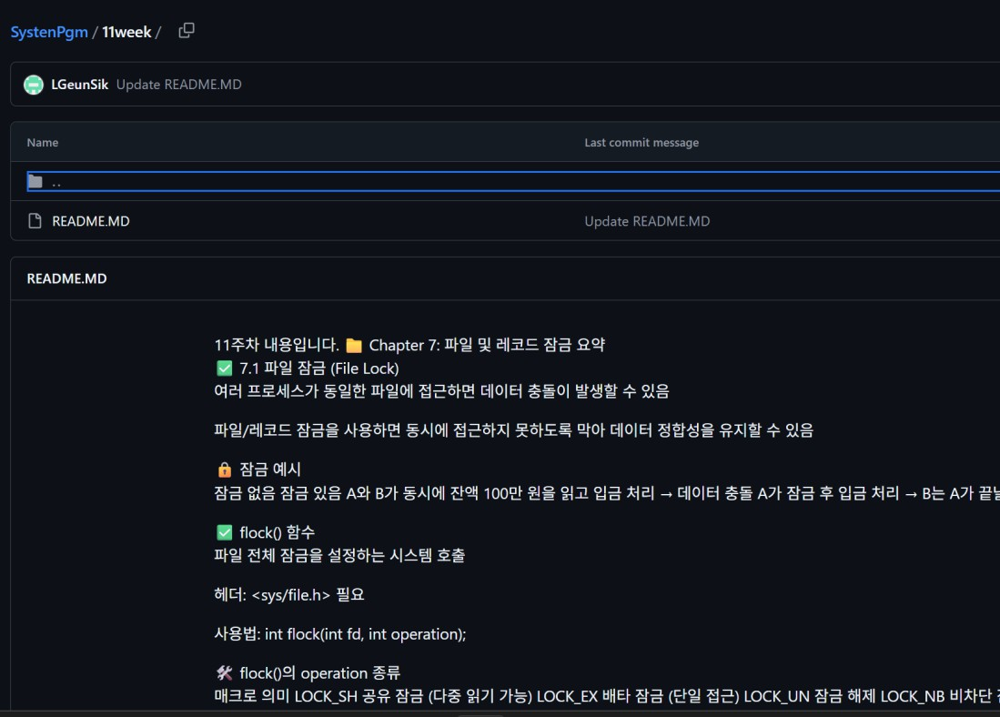 SystenPgm / 11week /
LGeunSik Update README.MD
Name Last commit message
..
README.MD Update README.MD
README.MD
11주차 내용입니다. 📁 Chapter 7: 파일 및 레코드 잠금 요약
✅ 7.1 파일 잠금 (File Lock)
여러 프로세스가 동일한 파일에 접근하면 데이터 충돌이 발생할 수 있음
파일/레코드 잠금을 사용하면 동시에 접근하지 못하도록 막아 데이터 정합성을 유지할 수 있음
🔒 잠금 예시
잠금 없음 잠금 있음 A와 B가 동시에 잔액 100만 원을 읽고 입금 처리 → 데이터 충돌 A가 잠금 후 입금 처리 → B는 A가
✅ flock() 함수
파일 전체 잠금을 설정하는 시스템 호출
헤더: <sys/file.h> 필요
사용법: int flock(int fd, int operation);
🛠 flock()의 operation 종류
매크로 의미 LOCK_SH 공유 잠금 (다중 읽기 가능) LOCK_EX 배타 잠금 (단일 접근) LOCK_UN 잠금 해제 LOCK_NB 비차단